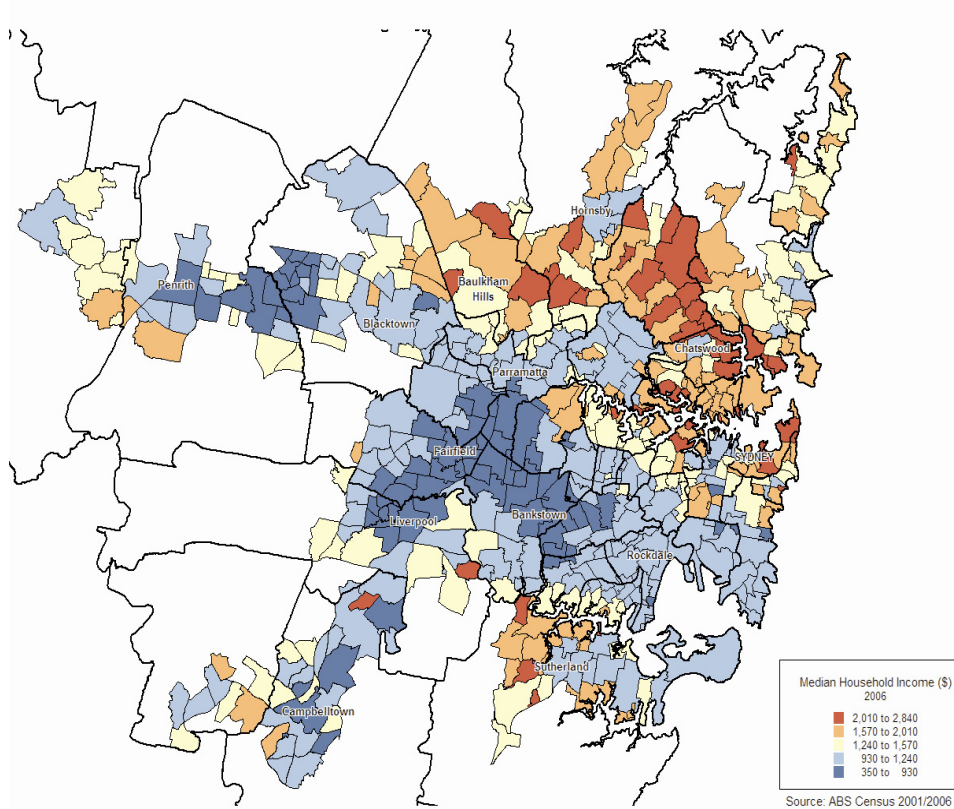 Hornsby
Penrith
Baulkham
Hills
Blacktown
Chatswood
Parramatta
Fairfield
SYDNEY
Liverpool
Bankstown
Rockdale
Sutherland
Campbelltown
Median Household Income ($)
2006
2,010 to 2,840
1,570 to 2,010
1,240 to 1,570
930 to 1,240
350 to 930
Source: ABS Census 2001/2006